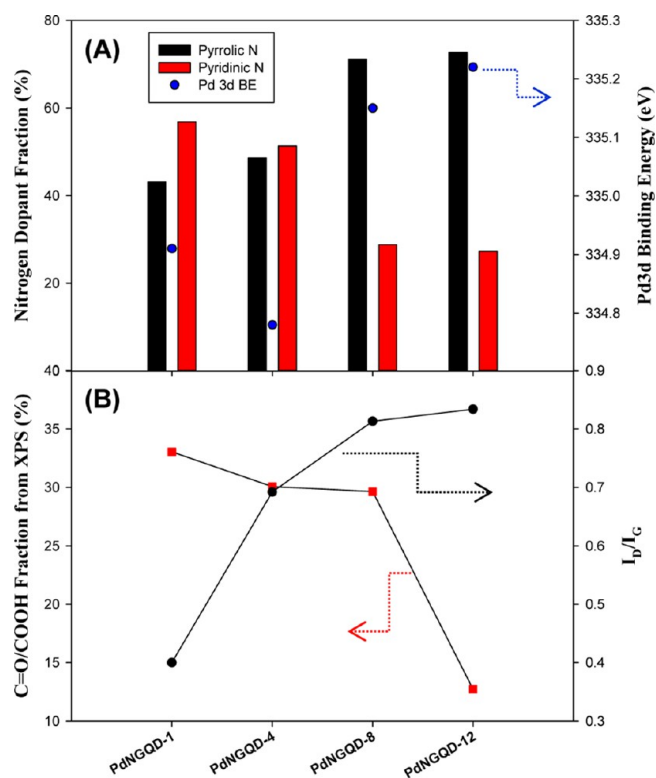 (A)
Pyrrolic N
Pyridinic N
Pd 3d BE
Nitrogen Dopant Fraction (%)
80
60
40
20
40
Pd3d Binding Energy (eV)
335.3
335.2
335.1
335.0
334.9
334.8
0.9
(B)
C=O/COOH Fraction from XPS (%)
35
30
25
20
15
10
I_D/I_G
0.8
0.7
0.6
0.5
0.4
0.3
PdNGQD-1
PdNGQD-4
PdNGQD-8
PdNGQD-12